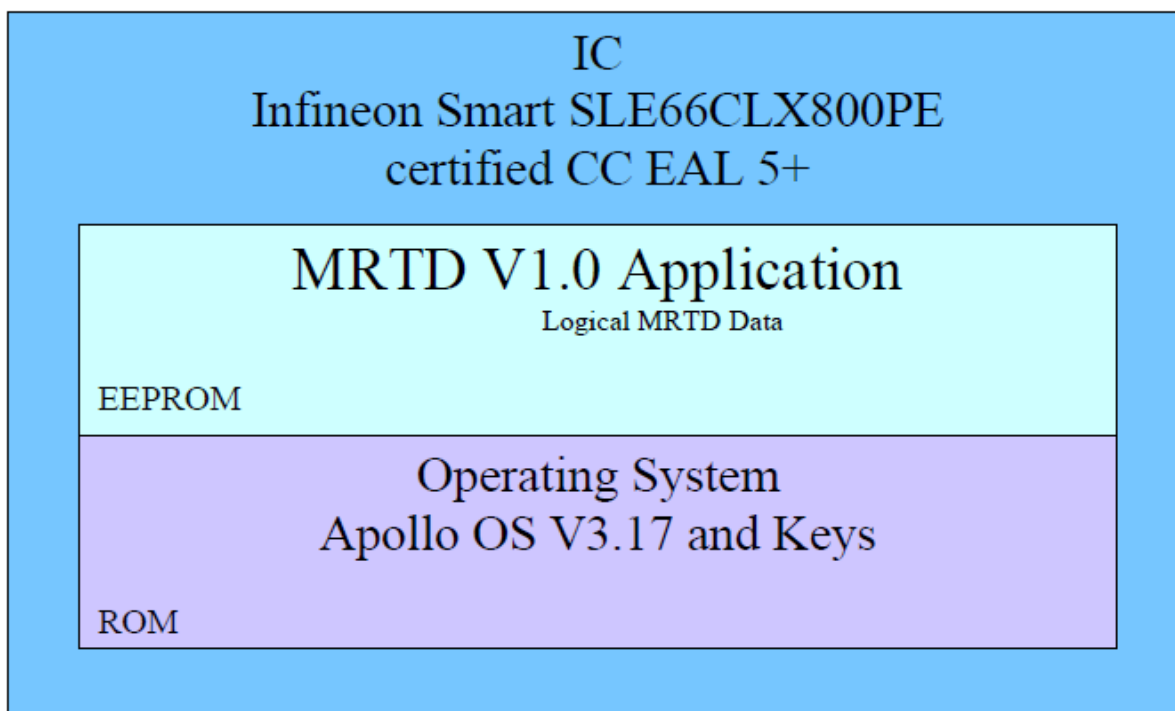 IC
Infineon Smart SLE66CLX800PE
certified CC EAL 5+
MRTD V1.0 Application
Logical MRTD Data
EEPROM
Operating System
Apollo OS V3.17 and Keys
ROM